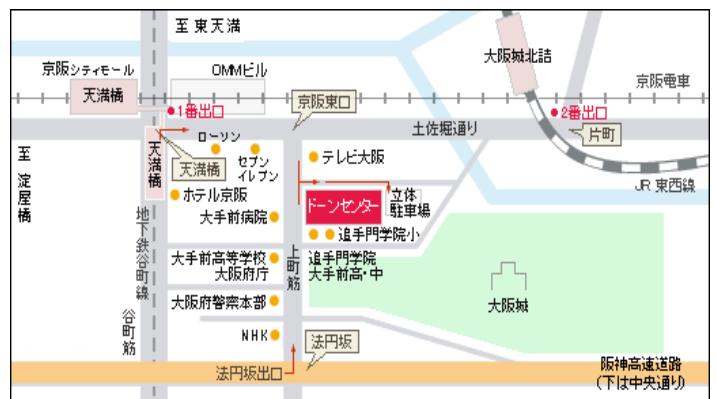 至 東天満
大阪城北詰
京阪シティモール
OMMビル
京阪電車
天満橋
1番出口
京阪東口
2番出口
土佐堀通り
片町
ローソン
至 淀屋橋
天満橋
天満橋
セブン
イレブン
テレビ大阪
JR東西線
ホテル京阪
ドーンセンター
立体
駐車場
大手前病院
追手門学院小
地下鉄谷町線
上町筋
大手前高等学校
大阪府庁
追手門学院
大手前高・中
大阪府警察本部
大阪城
谷町筋
NHK
法円坂
法円坂出口
阪神高速道路
(下は中央通り)